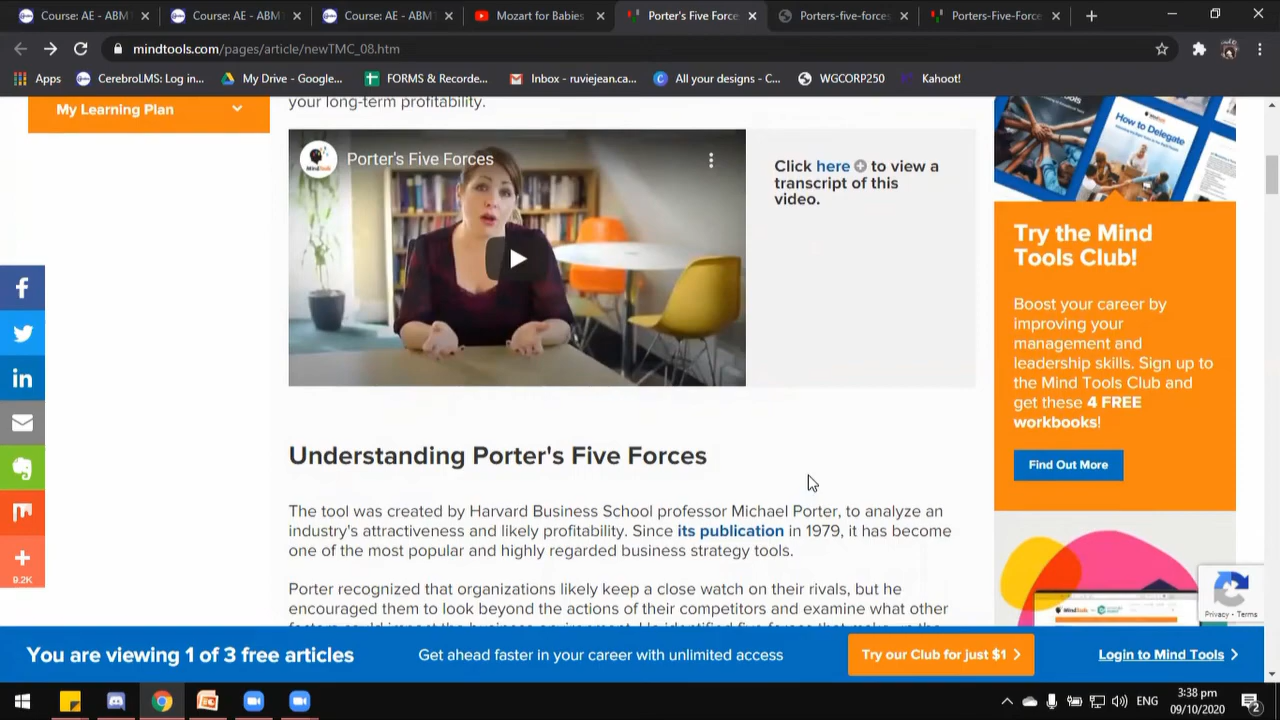 Course: AE - ABM
Course: AE - ABM
Course: AE - ABM
Mozart for Babies
Porter's Five Force
Porters-five-forces
Porters-Five-Force
mindtools.com/pages/article/newTMC_08.htm
Apps
CerebroLMS: Log in...
My Drive - Google...
FORMS & Recorde...
Inbox - ruviejean.ca...
All your designs - C...
WGCORP250
Kahoot!
My Learning Plan
your long-term profitability.
Porter's Five Forces
Click here to view a
transcript of this
video.
How to Delegate
Try the Mind
Tools Club!
Boost your career by
improving your
management and
leadership skills. Sign up to
the Mind Tools Club and
get these 4 FREE
workbooks!
Find Out More
Understanding Porter's Five Forces
The tool was created by Harvard Business School professor Michael Porter, to analyze an
industry's attractiveness and likely profitability. Since its publication in 1979, it has become
one of the most popular and highly regarded business strategy tools.
Porter recognized that organizations likely keep a close watch on their rivals, but he
encouraged them to look beyond the actions of their competitors and examine what other
9.2K
Privacy - Terms
You are viewing 1 of 3 free articles
Get ahead faster in your career with unlimited access
Try our Club for just $1
Login to Mind Tools
ENG
3:38 pm
09/10/2020
2